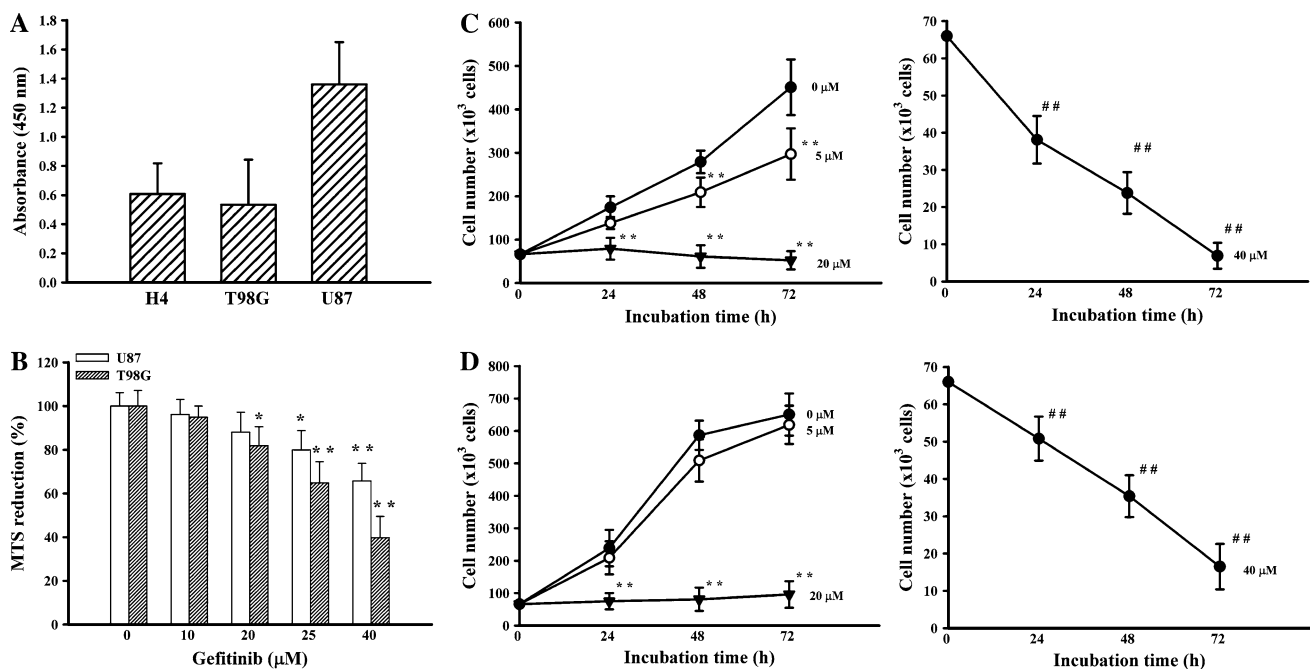 A
Absorbance (450 nm)
1.8
1.6
1.4
1.2
1.0
0.8
0.6
0.4
0.2
0.0
H4 T98G U87
B
U87
T98G
MTS reduction (%)
120
100
80
60
40
20
0
* * * * * * *
0 10 20 25 40
Gefitinib (μM)
C
Cell number (x10³ cells)
600
500
400
300
200
100
0
0 μM
* *
5 μM
* *
* * * * * *
20 μM
0 24 48 72
Incubation time (h)
Cell number (x10³ cells)
70
60
50
40
30
20
10
0
# #
# #
# #
40 μM
0 24 48 72
Incubation time (h)
D
Cell number (x10³ cells)
800
700
600
500
400
300
200
100
0
0 μM
5 μM
* * * * * *
20 μM
0 24 48 72
Incubation time (h)
Cell number (x10³ cells)
70
60
50
40
30
20
10
0
# #
# #
# #
40 μM
0 24 48 72
Incubation time (h)